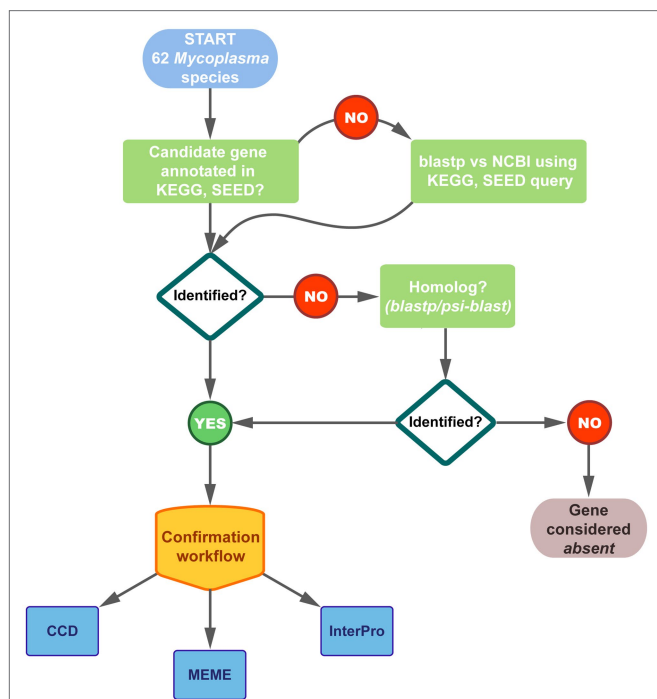 START
62 Mycoplasma
species
NO
Candidate gene
annotated in
KEGG, SEED?
blastp vs NCBI using
KEGG, SEED query
Identified?
NO
Homolog?
(blastp/psi-blast)
YES
Identified?
NO
Gene
considered
absent
Confirmation
workflow
CCD
MEME
InterPro